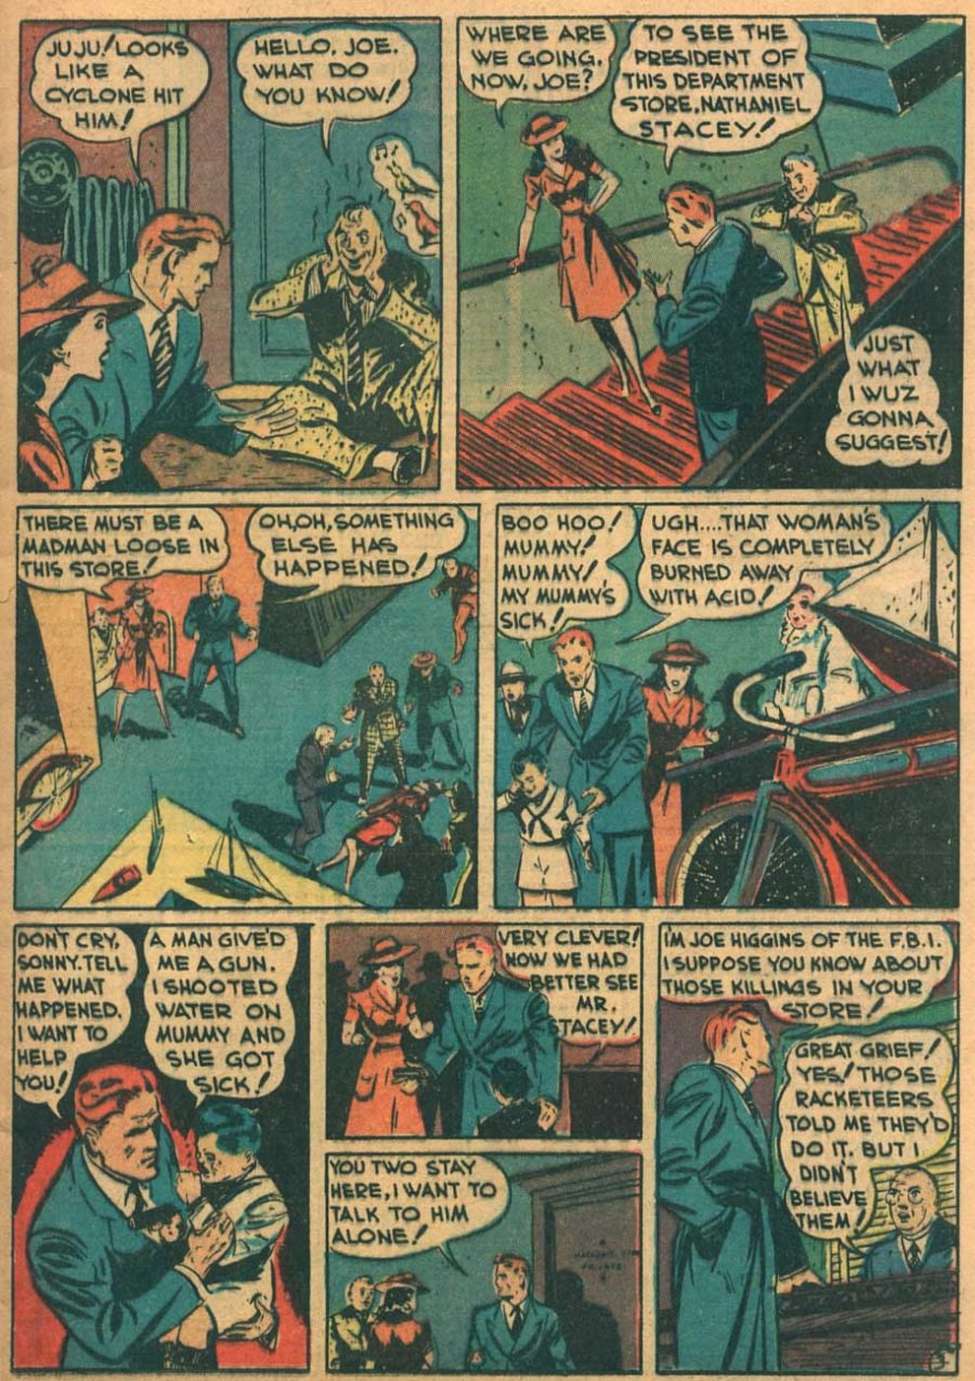 JUJU! LOOKS
LIKE A
CYCLONE HIT
HIM!
HELLO, JOE.
WHAT DO
YOU KNOW!
WHERE ARE
WE GOING,
NOW, JOE?
TO SEE THE
PRESIDENT OF
THIS DEPARTMENT
STORE, NATHANIEL
STACEY!
JUST
WHAT
I WUZ
GONNA
SUGGEST!
THERE MUST BE A
MADMAN LOOSE IN
THIS STORE!
OH, OH, SOMETHING
ELSE HAS
HAPPENED!
BOO HOO!
MUMMY!
MUMMY!
MY MUMMY'S
SICK!
UGH....THAT WOMAN'S
FACE IS COMPLETELY
BURNED AWAY
WITH ACID!
DON'T CRY,
SONNY. TELL
ME WHAT
HAPPENED.
I WANT TO
HELP
YOU!
A MAN GIVE'D
ME A GUN.
I SHOOTED
WATER ON
MUMMY AND
SHE GOT
SICK!
VERY CLEVER!
NOW WE HAD
BETTER SEE
MR.
STACEY!
YOU TWO STAY
HERE, I WANT TO
TALK TO HIM
ALONE!
I'M JOE HIGGINS OF THE F.B.I.
I SUPPOSE YOU KNOW ABOUT
THOSE KILLINGS IN YOUR
STORE!
GREAT GRIEF!
YES! THOSE
RACKETEERS
TOLD ME THEY'D
DO IT. BUT I
DIDN'T
BELIEVE
THEM!